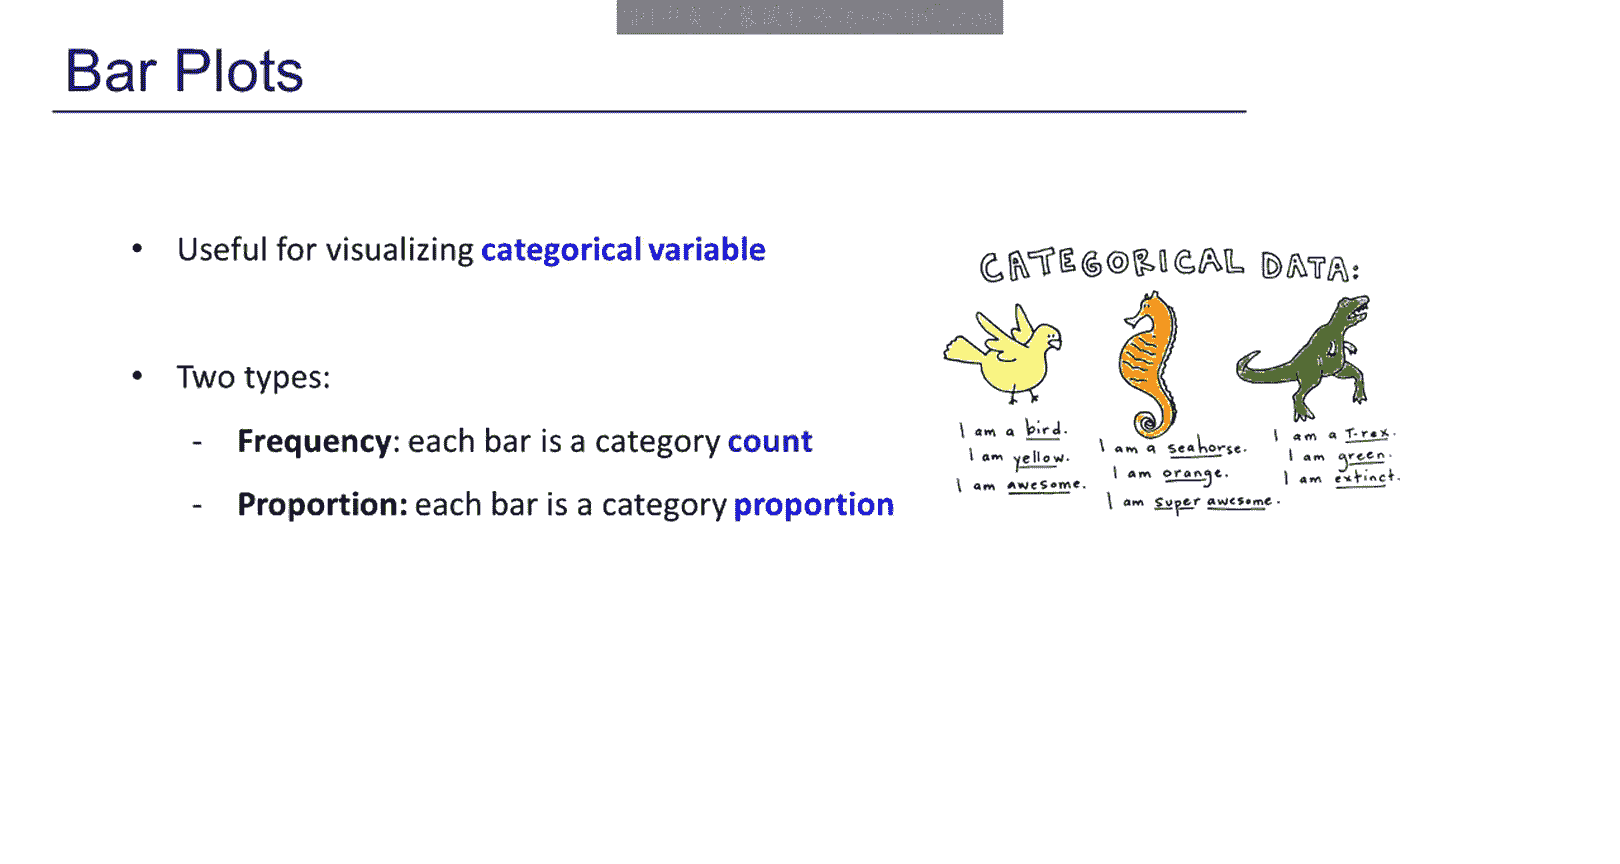 Bar Plots
• Useful for visualizing categorical variable
• Two types:
- Frequency: each bar is a category count
- Proportion: each bar is a category proportion
CATEGORICAL DATA:
I am a bird.
I am yellow.
I am awesome.
I am a seahorse.
I am orange.
I am super awesome.
I am a T-rex.
I am green.
I am extinct.